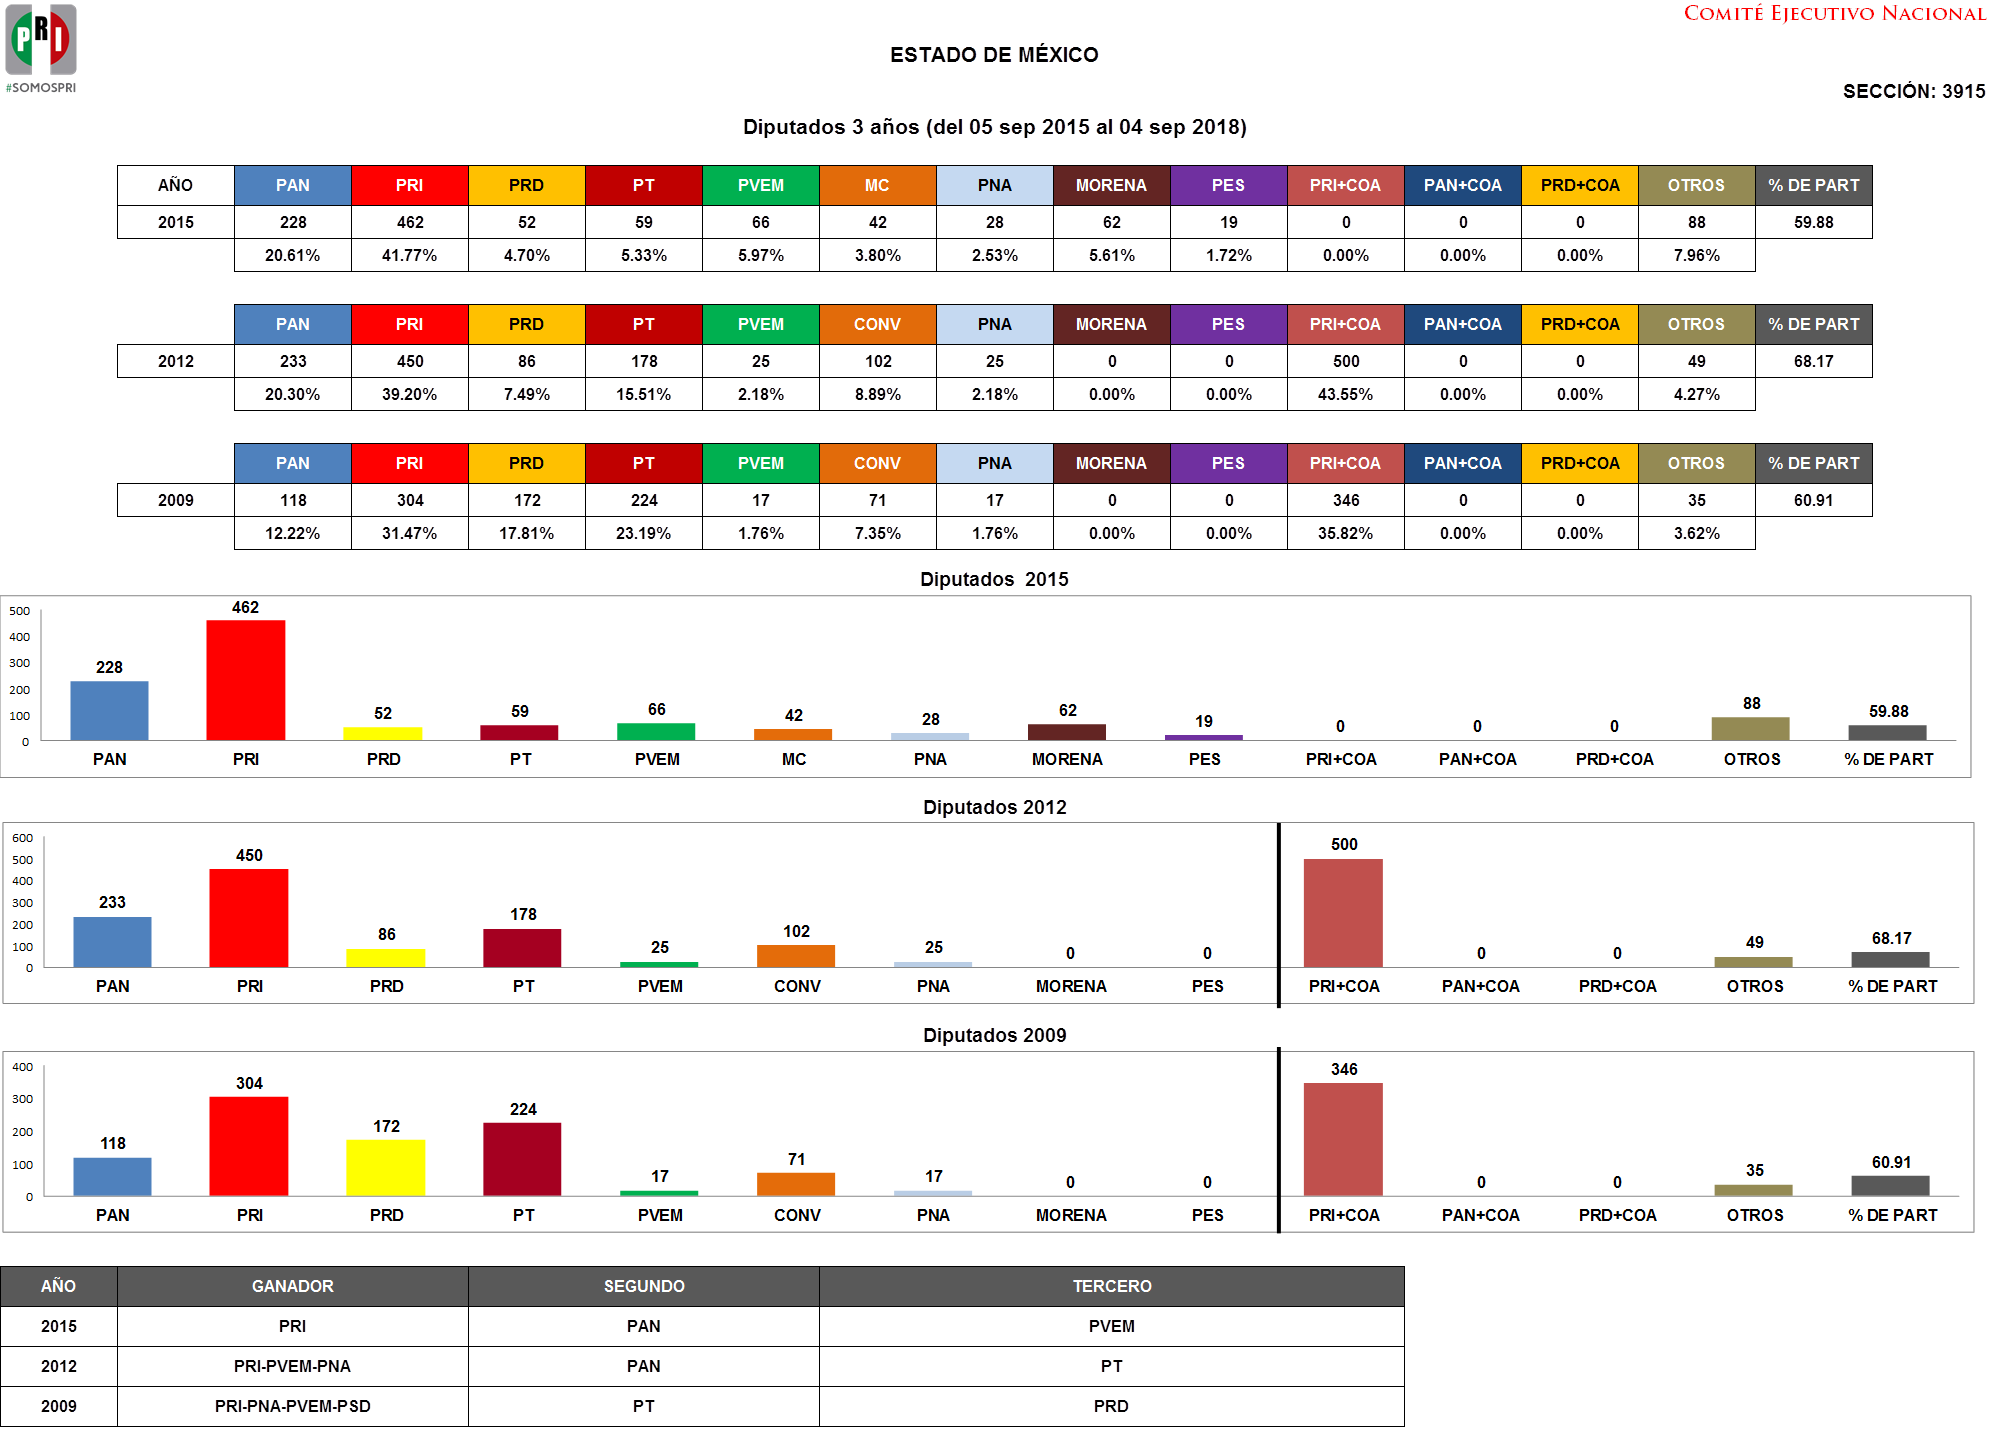 PRI
#SOMOSPRI
COMITÉ EJECUTIVO NACIONAL
ESTADO DE MÉXICO
SECCIÓN: 3915
Diputados 3 años (del 05 sep 2015 al 04 sep 2018)
AÑO PAN PRI PRD PT PVEM MC PNA MORENA PES PRI+COA PAN+COA PRD+COA OTROS % DE PART
2015 228 462 52 59 66 42 28 62 19 0 0 0 88 59.88
20.61% 41.77% 4.70% 5.33% 5.97% 3.80% 2.53% 5.61% 1.72% 0.00% 0.00% 0.00% 7.96%
PAN PRI PRD PT PVEM CONV PNA MORENA PES PRI+COA PAN+COA PRD+COA OTROS % DE PART
2012 233 450 86 178 25 102 25 0 0 500 0 0 49 68.17
20.30% 39.20% 7.49% 15.51% 2.18% 8.89% 2.18% 0.00% 0.00% 43.55% 0.00% 0.00% 4.27%
PAN PRI PRD PT PVEM CONV PNA MORENA PES PRI+COA PAN+COA PRD+COA OTROS % DE PART
2009 118 304 172 224 17 71 17 0 0 346 0 0 35 60.91
12.22% 31.47% 17.81% 23.19% 1.76% 7.35% 1.76% 0.00% 0.00% 35.82% 0.00% 0.00% 3.62%
Diputados 2015
500
400
300
200
100
0
228 462 52 59 66 42 28 62 19 0 0 0 88 59.88
PAN PRI PRD PT PVEM MC PNA MORENA PES PRI+COA PAN+COA PRD+COA OTROS % DE PART
Diputados 2012
600
500
400
300
200
100
0
233 450 86 178 25 102 25 0 0 500 0 0 49 68.17
PAN PRI PRD PT PVEM CONV PNA MORENA PES PRI+COA PAN+COA PRD+COA OTROS % DE PART
Diputados 2009
400
300
200
100
0
118 304 172 224 17 71 17 0 0 346 0 0 35 60.91
PAN PRI PRD PT PVEM CONV PNA MORENA PES PRI+COA PAN+COA PRD+COA OTROS % DE PART
AÑO GANADOR SEGUNDO TERCERO
2015 PRI PAN PVEM
2012 PRI-PVEM-PNA PAN PT
2009 PRI-PNA-PVEM-PSD PT PRD